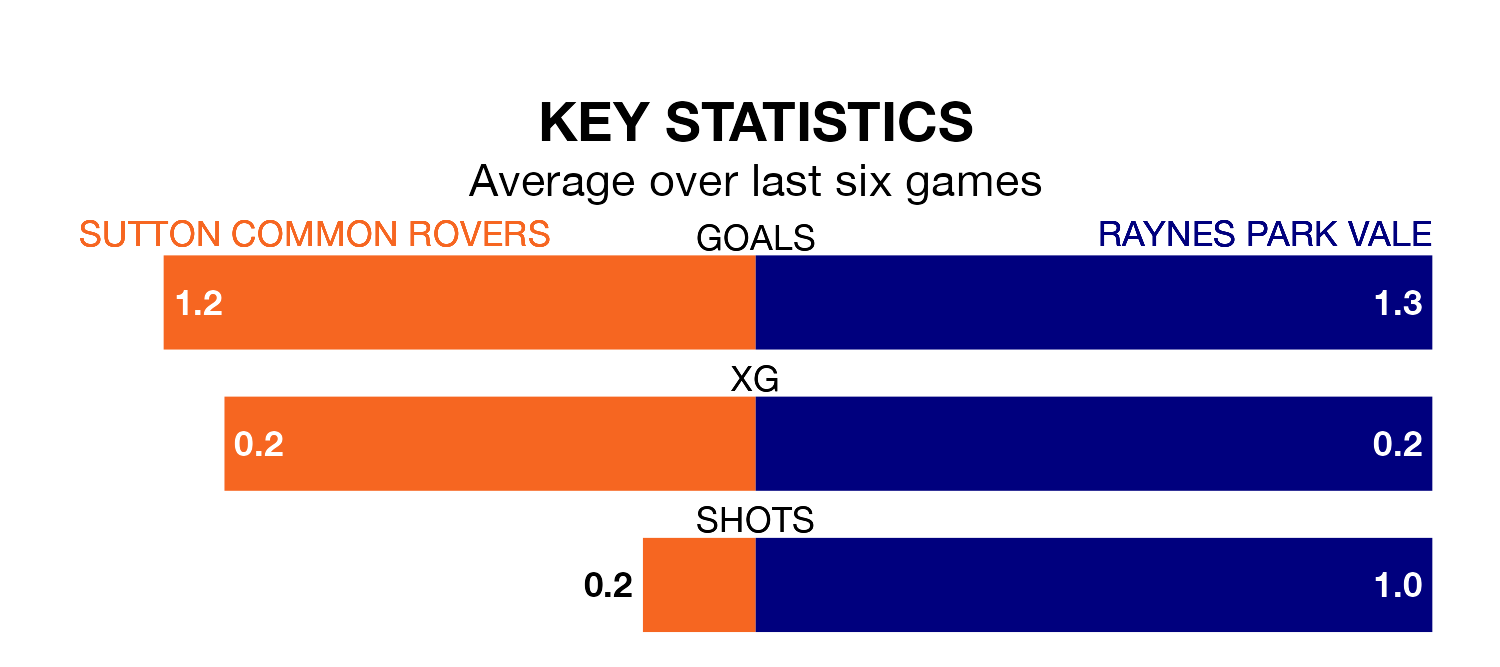 KEY STATISTICS
Average over last six games
SUTTON COMMON ROVERS GOALS RAYNES PARK VALE
1.2 1.3
XG
0.2 0.2
SHOTS
0.2 1.0